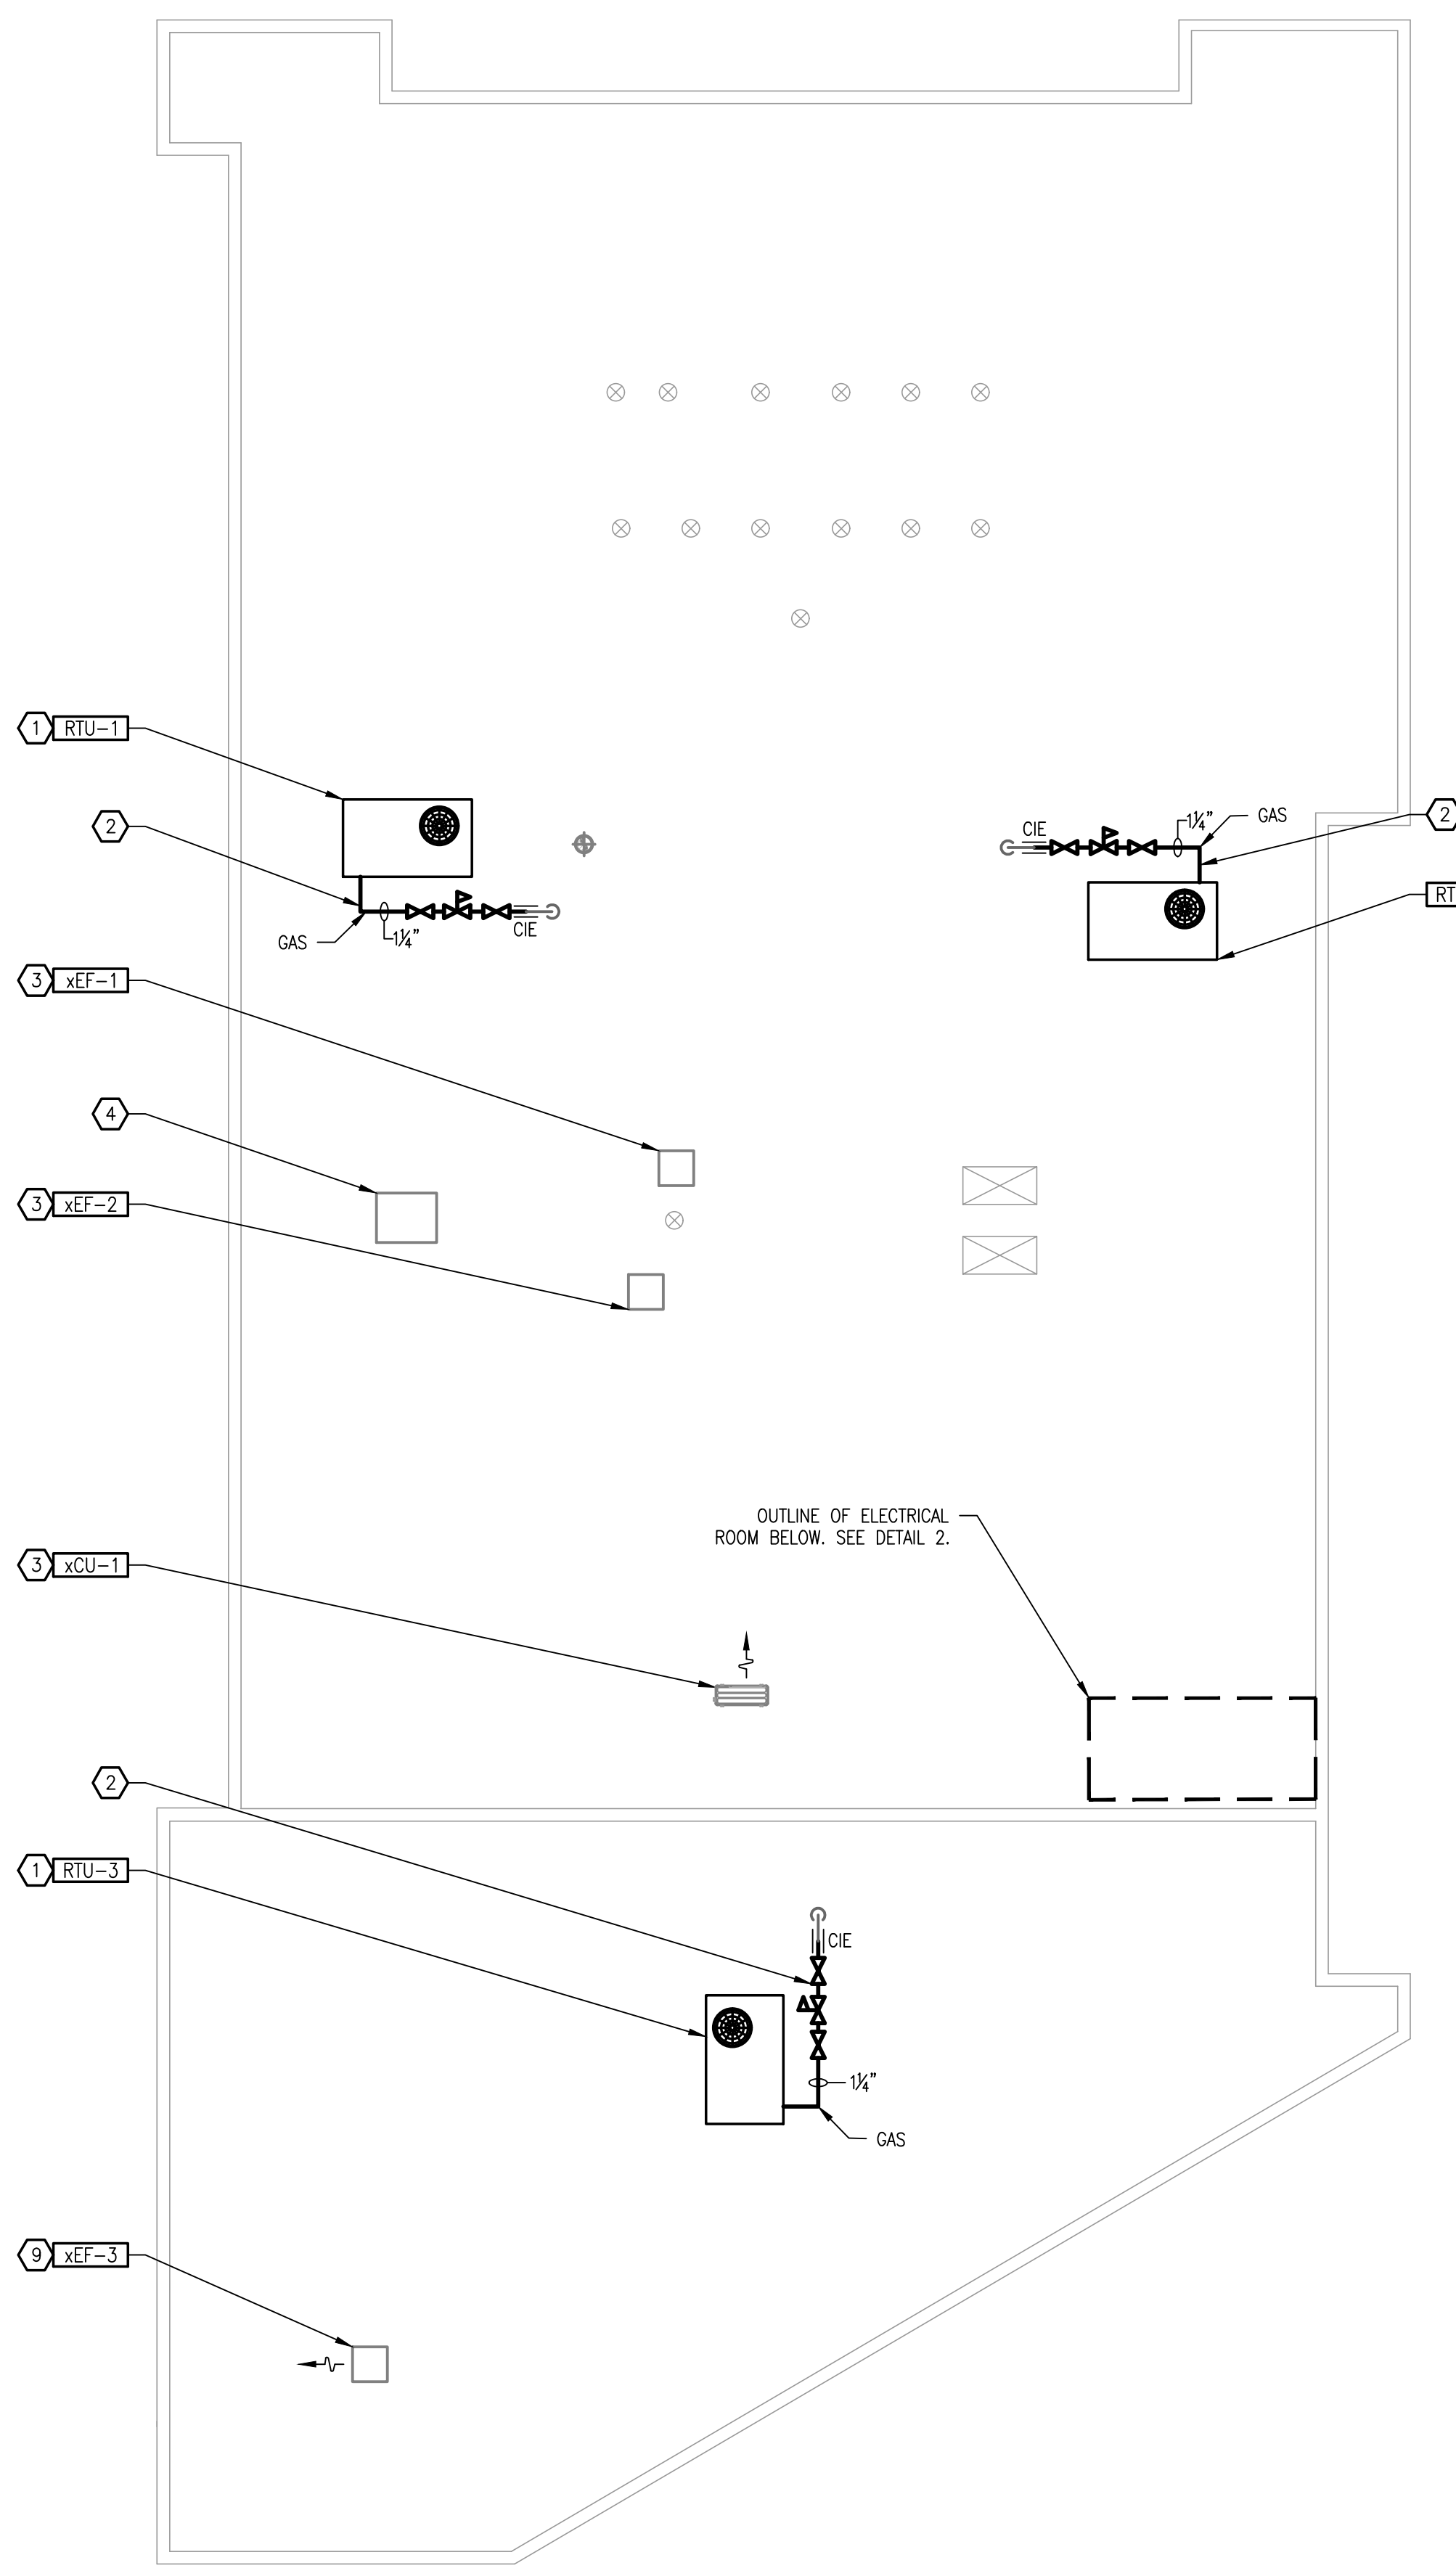 1 RTU-1
2
CIE
1¼"
GAS
2
RT
GAS
1¼"
CIE
3 xEF-1
4
3 xEF-2
OUTLINE OF ELECTRICAL
ROOM BELOW. SEE DETAIL 2.
3 xCU-1
2
1 RTU-3
CIE
1¼"
GAS
9 xEF-3